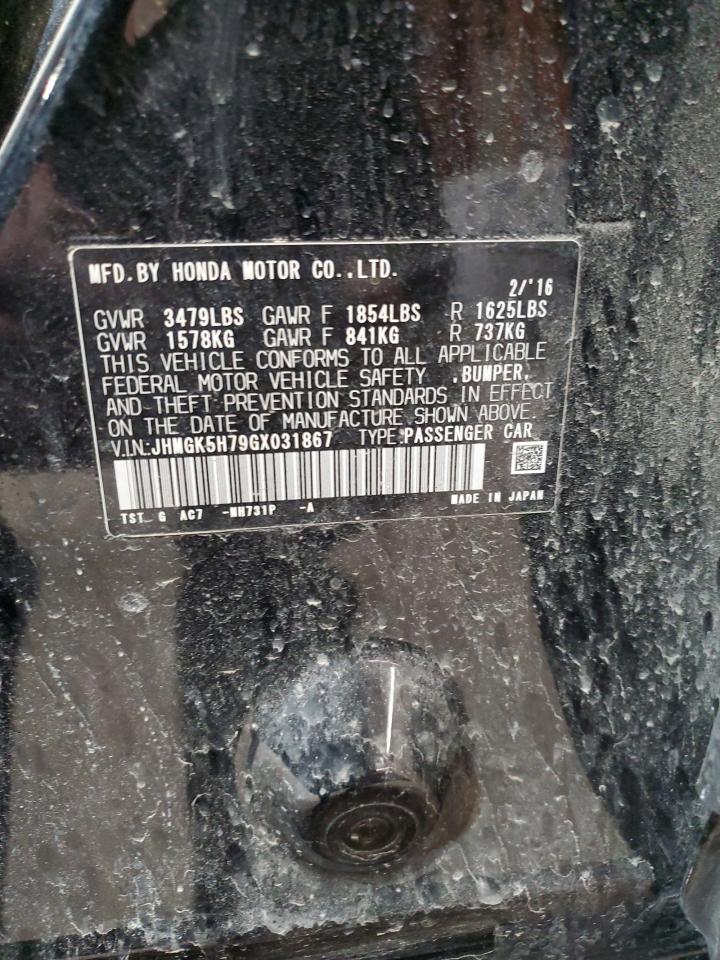 MFD.BY HONDA MOTOR CO.,LTD.
2/'16
GVWR 3479LBS GAWR F 1854LBS R 1625LBS
GVWR 1578KG GAWR F 841KG R 737KG
THIS VEHICLE CONFORMS TO ALL APPLICABLE
FEDERAL MOTOR VEHICLE SAFETY ,BUMPER,
AND THEFT PREVENTION STANDARDS IN EFFECT
ON THE DATE OF MANUFACTURE SHOWN ABOVE.
V.IN:JHMGK5H79GX031867 TYPE:PASSENGER CAR
TST G AC7 -NH731P -A MADE IN JAPAN